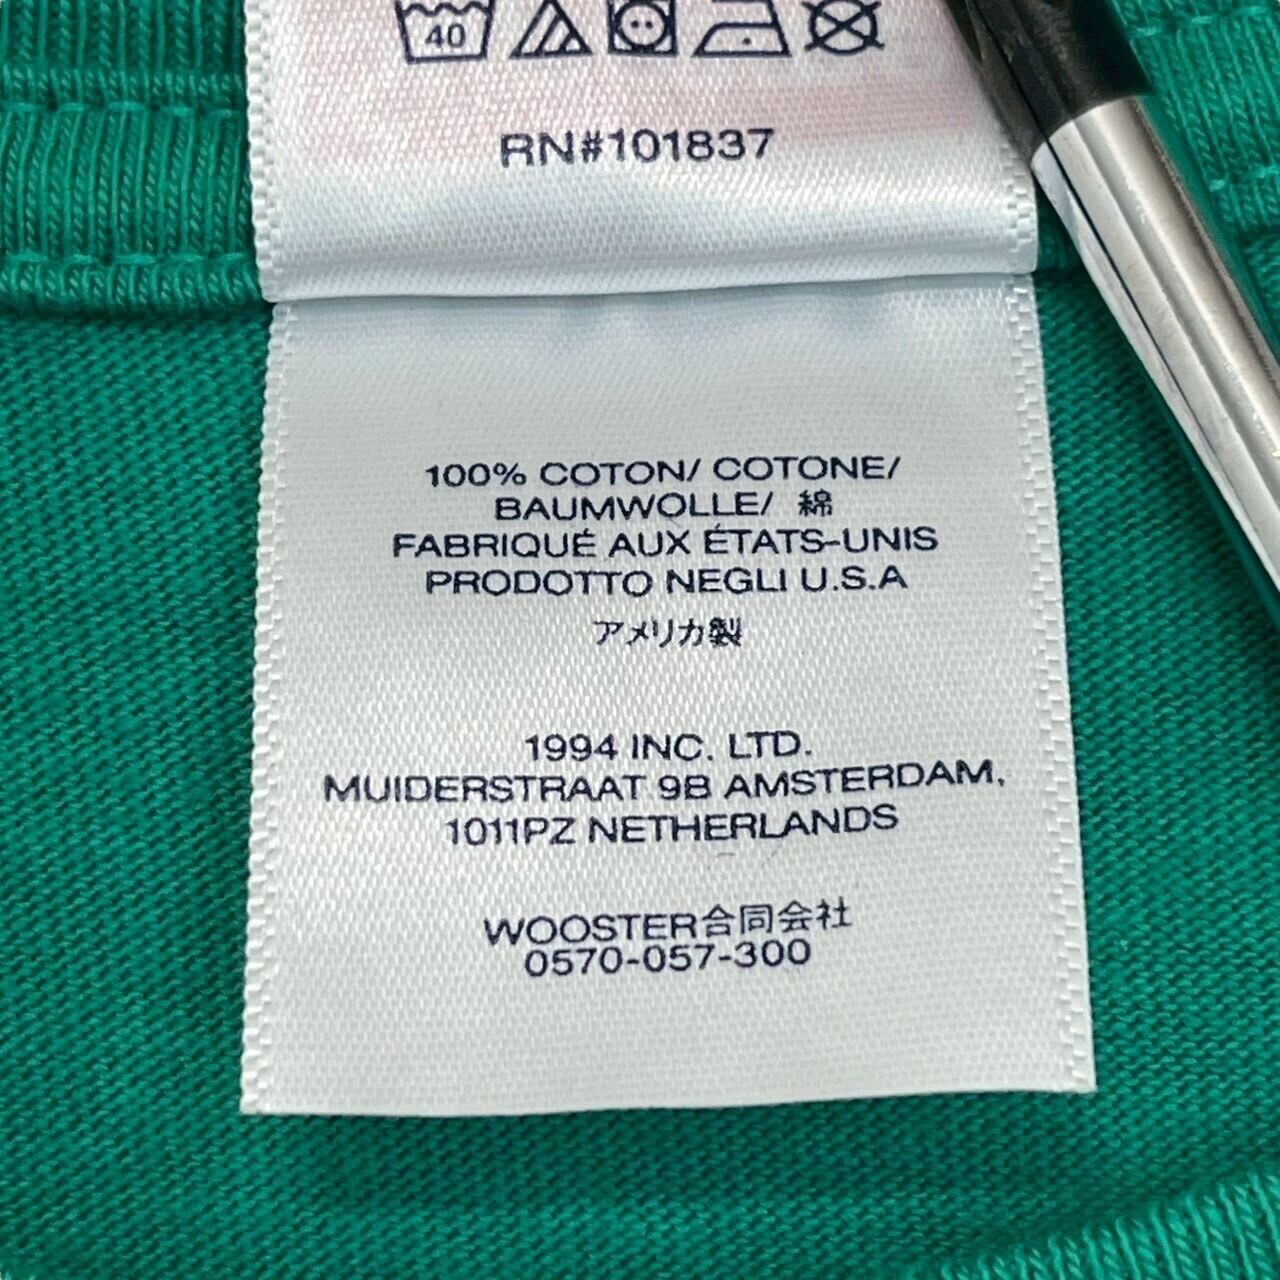 40
RN#101837
100% COTON/ COTONE/
BAUMWOLLE/ 綿
FABRIQUÉ AUX ÉTATS-UNIS
PRODOTTO NEGLI U.S.A
アメリカ製
1994 INC. LTD.
MUIDERSTRAAT 9B AMSTERDAM,
1011PZ NETHERLANDS
WOOSTER合同会社
0570-057-300